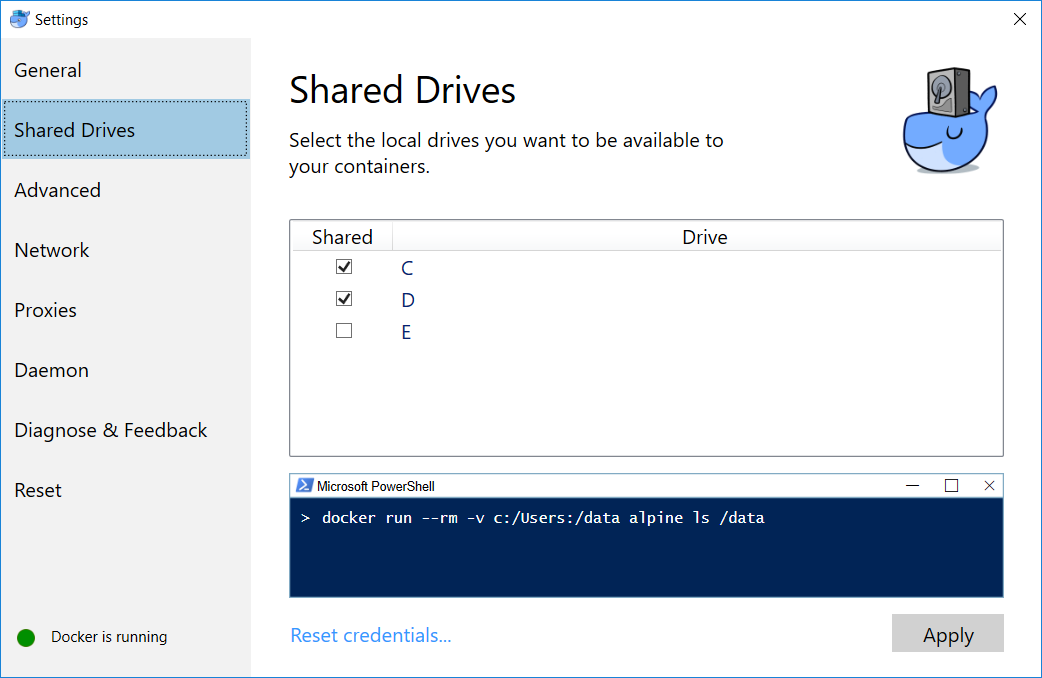 Settings
General
Shared Drives
Advanced
Network
Proxies
Daemon
Diagnose & Feedback
Reset
Docker is running
Shared Drives
Select the local drives you want to be available to
your containers.
Shared Drive
C
D
E
Microsoft PowerShell
> docker run --rm -v c:/Users:/data alpine ls /data
Reset credentials...
Apply